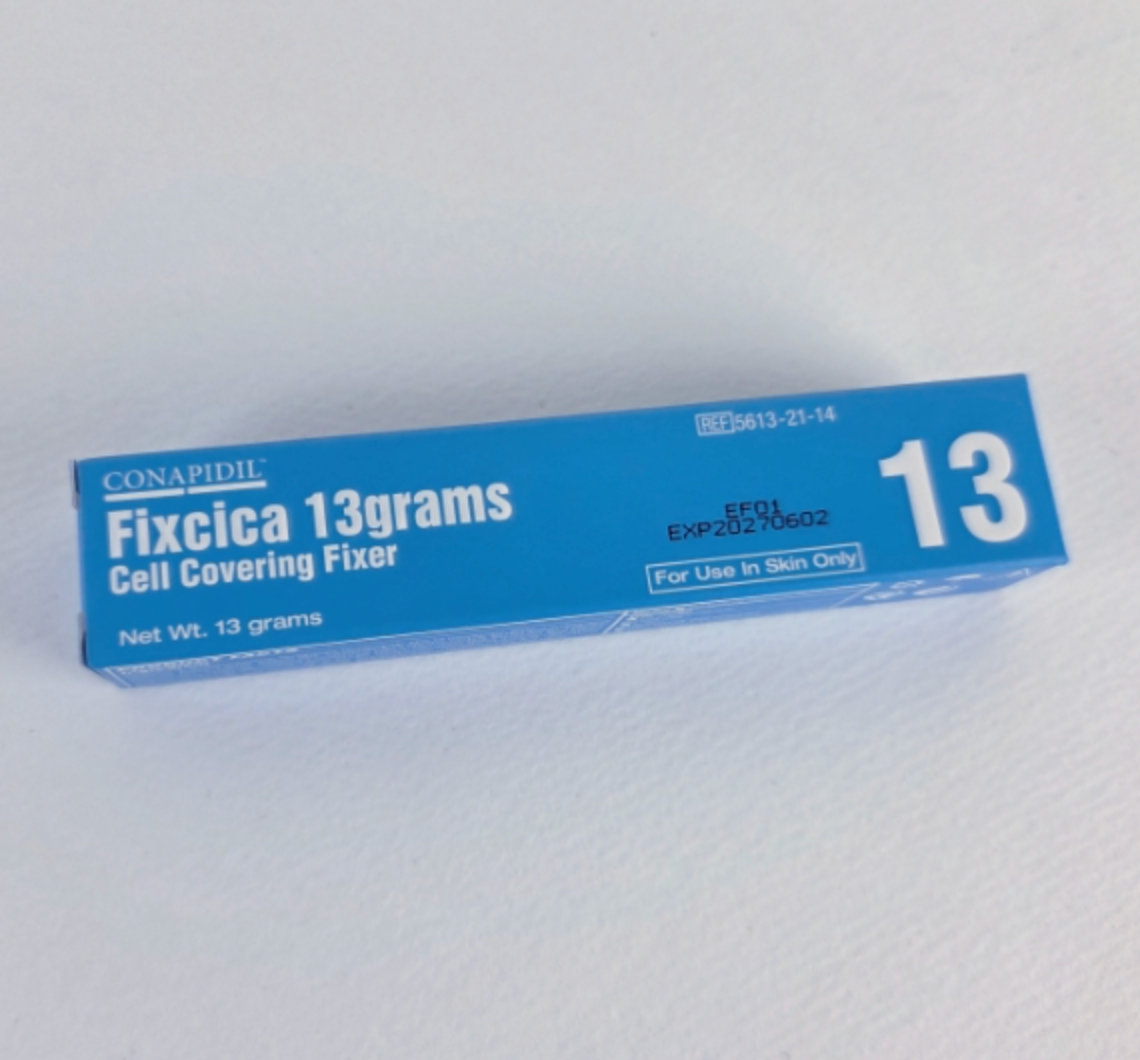 CONAPIDIL™
Fixcica 13grams
Cell Covering Fixer
Net Wt. 13 grams
REF 5613-21-14
EF01
EXP20270602
For Use In Skin Only
13